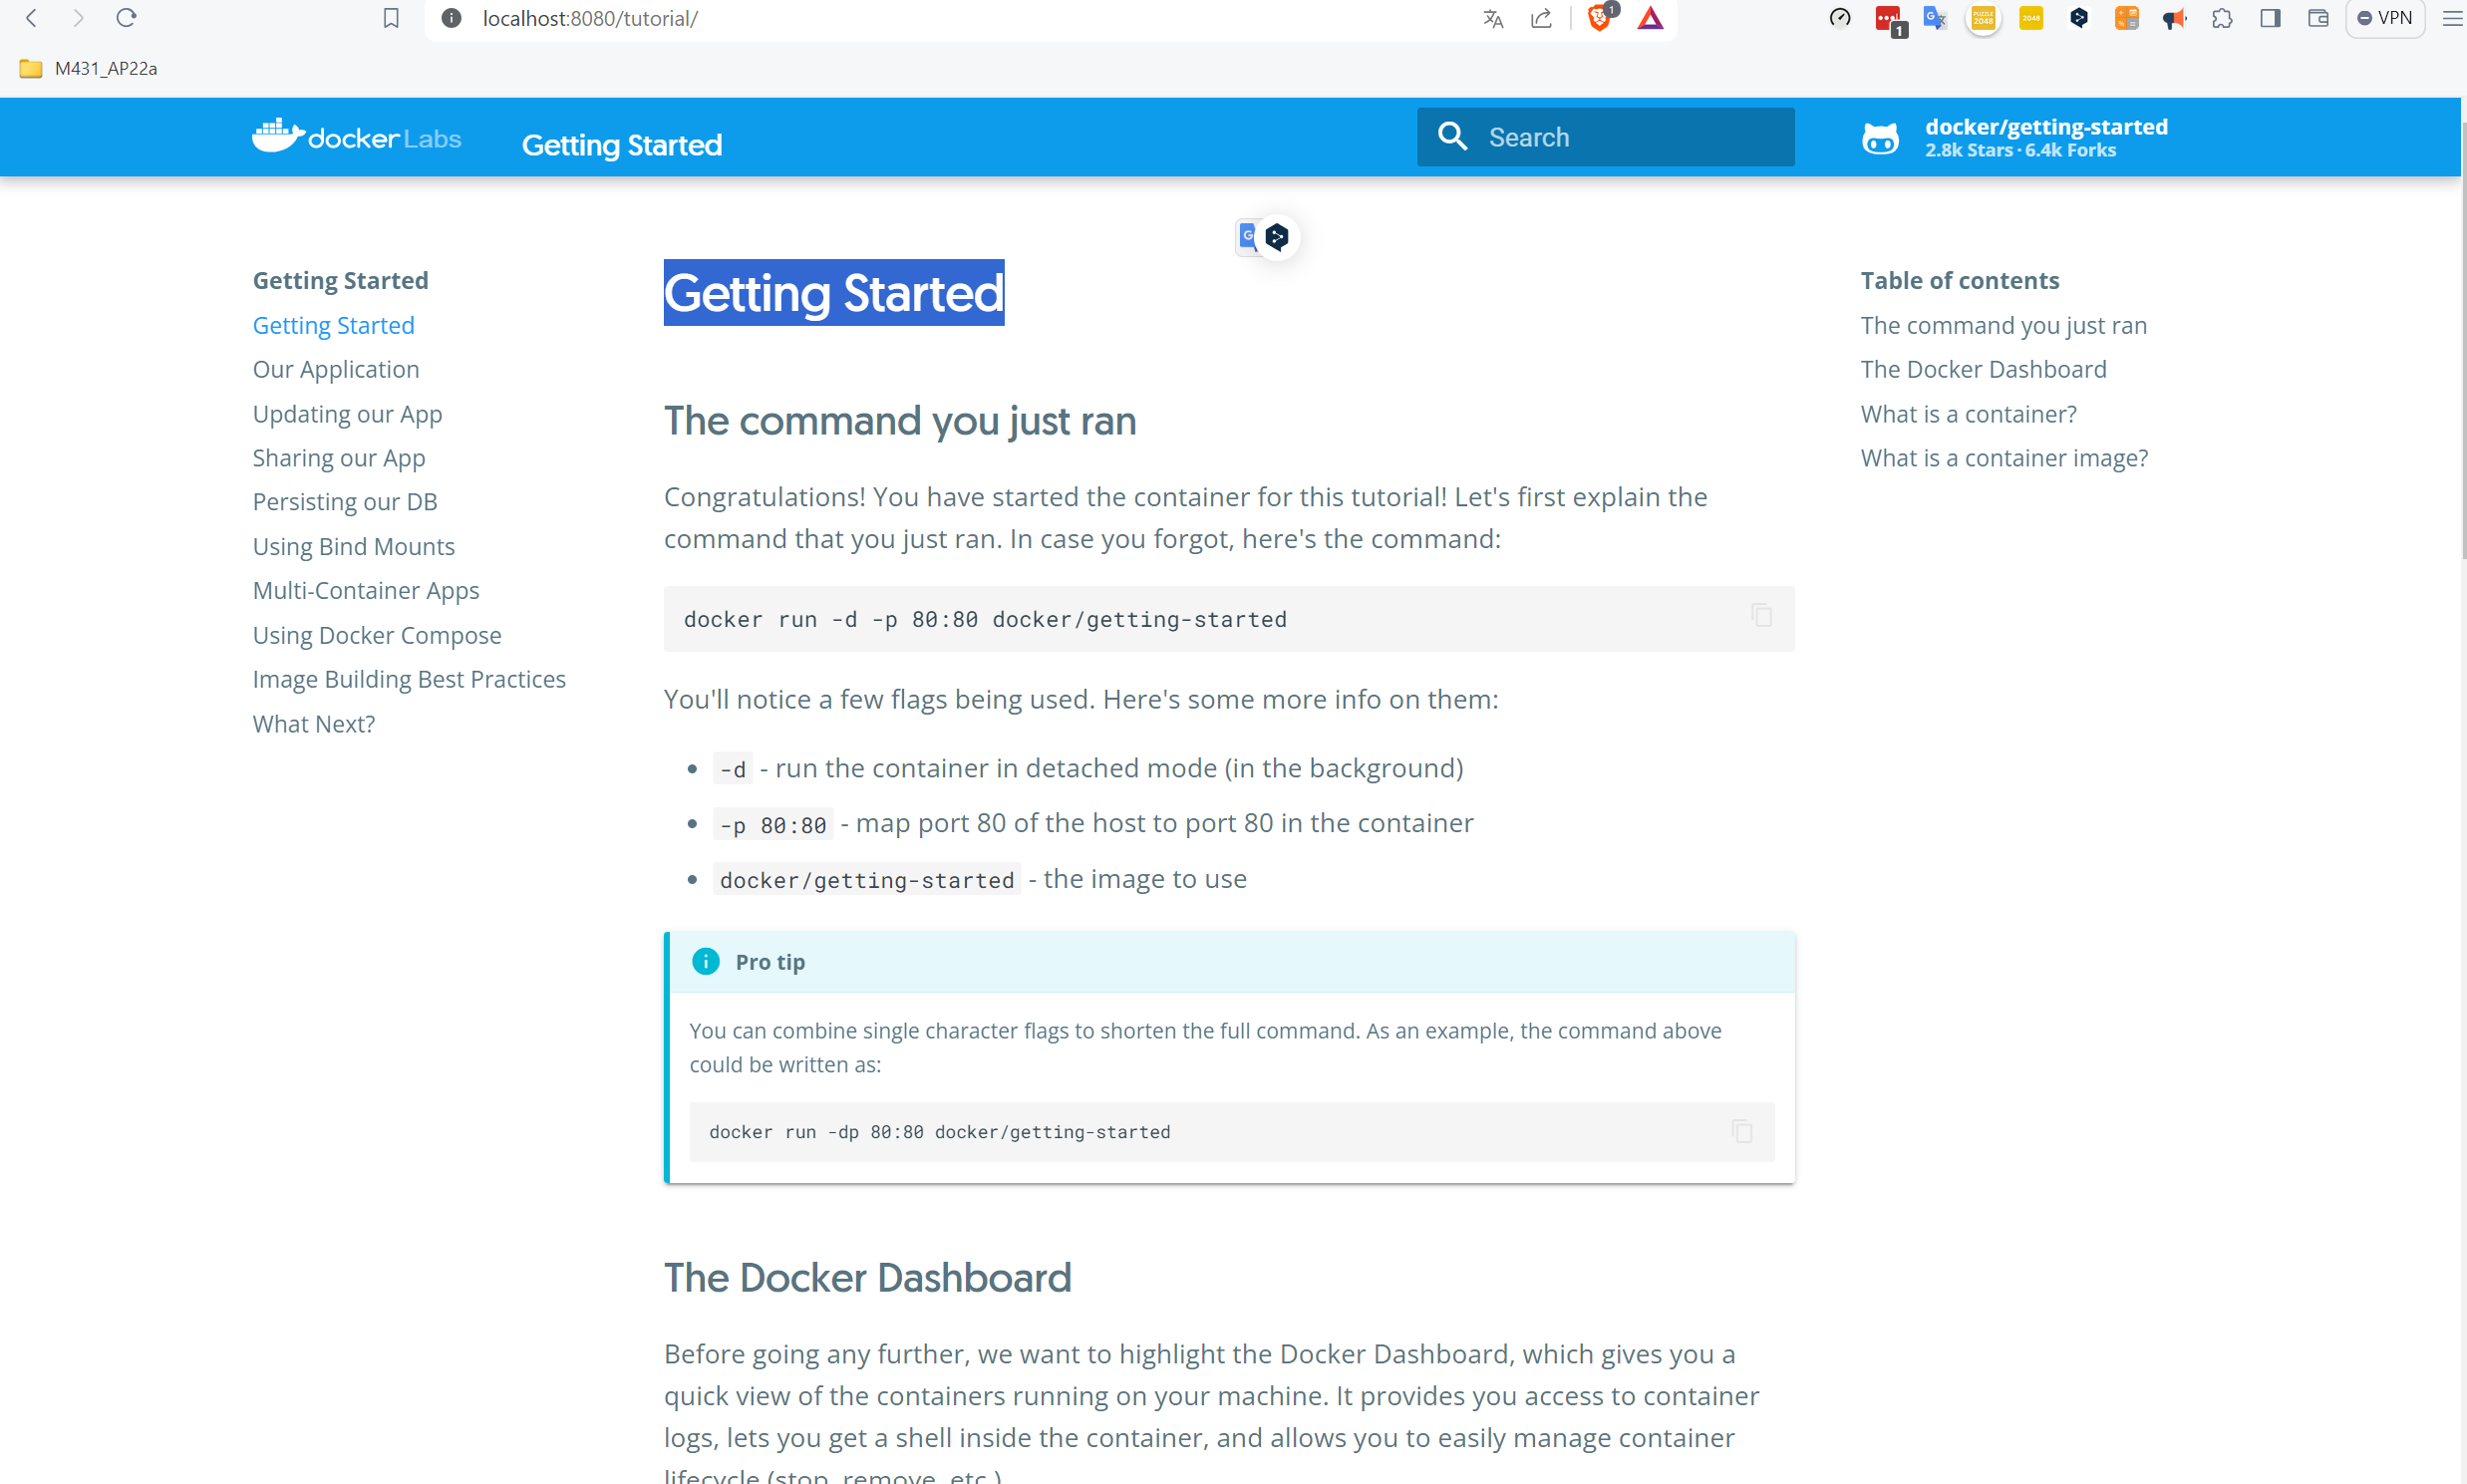 localhost:8080/tutorial/
1
1
PUZZLE
2048
2048
VPN
M431_AP22a
docker Labs
Getting Started
Search
docker/getting-started
2.8k Stars · 6.4k Forks
Getting Started
Getting Started
Our Application
Updating our App
Sharing our App
Persisting our DB
Using Bind Mounts
Multi-Container Apps
Using Docker Compose
Image Building Best Practices
What Next?
Getting Started
The command you just ran
Congratulations! You have started the container for this tutorial! Let's first explain the
command that you just ran. In case you forgot, here's the command:
docker run -d -p 80:80 docker/getting-started
You'll notice a few flags being used. Here's some more info on them:
-d - run the container in detached mode (in the background)
-p 80:80 - map port 80 of the host to port 80 in the container
docker/getting-started - the image to use
Pro tip
You can combine single character flags to shorten the full command. As an example, the command above
could be written as:
docker run -dp 80:80 docker/getting-started
The Docker Dashboard
Before going any further, we want to highlight the Docker Dashboard, which gives you a
quick view of the containers running on your machine. It provides you access to container
logs, lets you get a shell inside the container, and allows you to easily manage container
lifecycle (stop, remove, etc.)
Table of contents
The command you just ran
The Docker Dashboard
What is a container?
What is a container image?